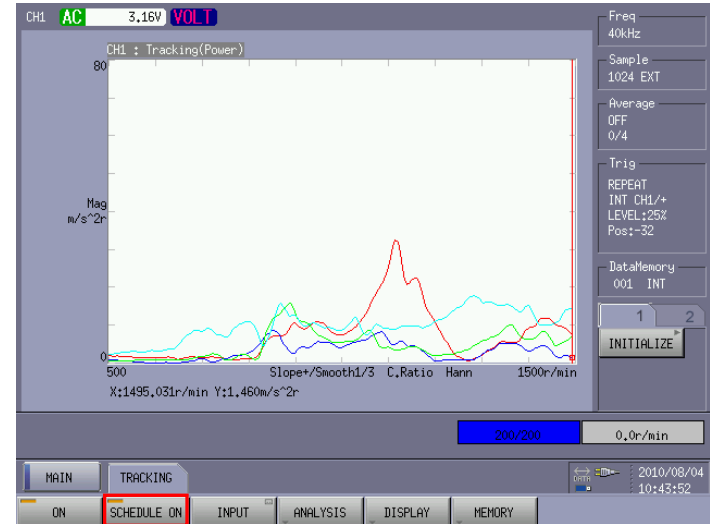 CH1 AC 3.16V VOLT
CH1 : Tracking(Power)
80
Mag
m/s^2r
0
500 Slope+/Smooth1/3 C.Ratio Hann 1500r/min
X:1495.031r/min Y:1.460m/s^2r
Freq
40kHz
Sample
1024 EXT
Average
OFF
0/4
Trig
REPEAT
INT CH1/+
LEVEL:25%
Pos:-32
DataMemory
001 INT
1 2
INITIALIZE
200/200 0.0r/min
MAIN TRACKING
DATA
2010/08/04
10:43:52
ON SCHEDULE ON INPUT ANALYSIS DISPLAY MEMORY